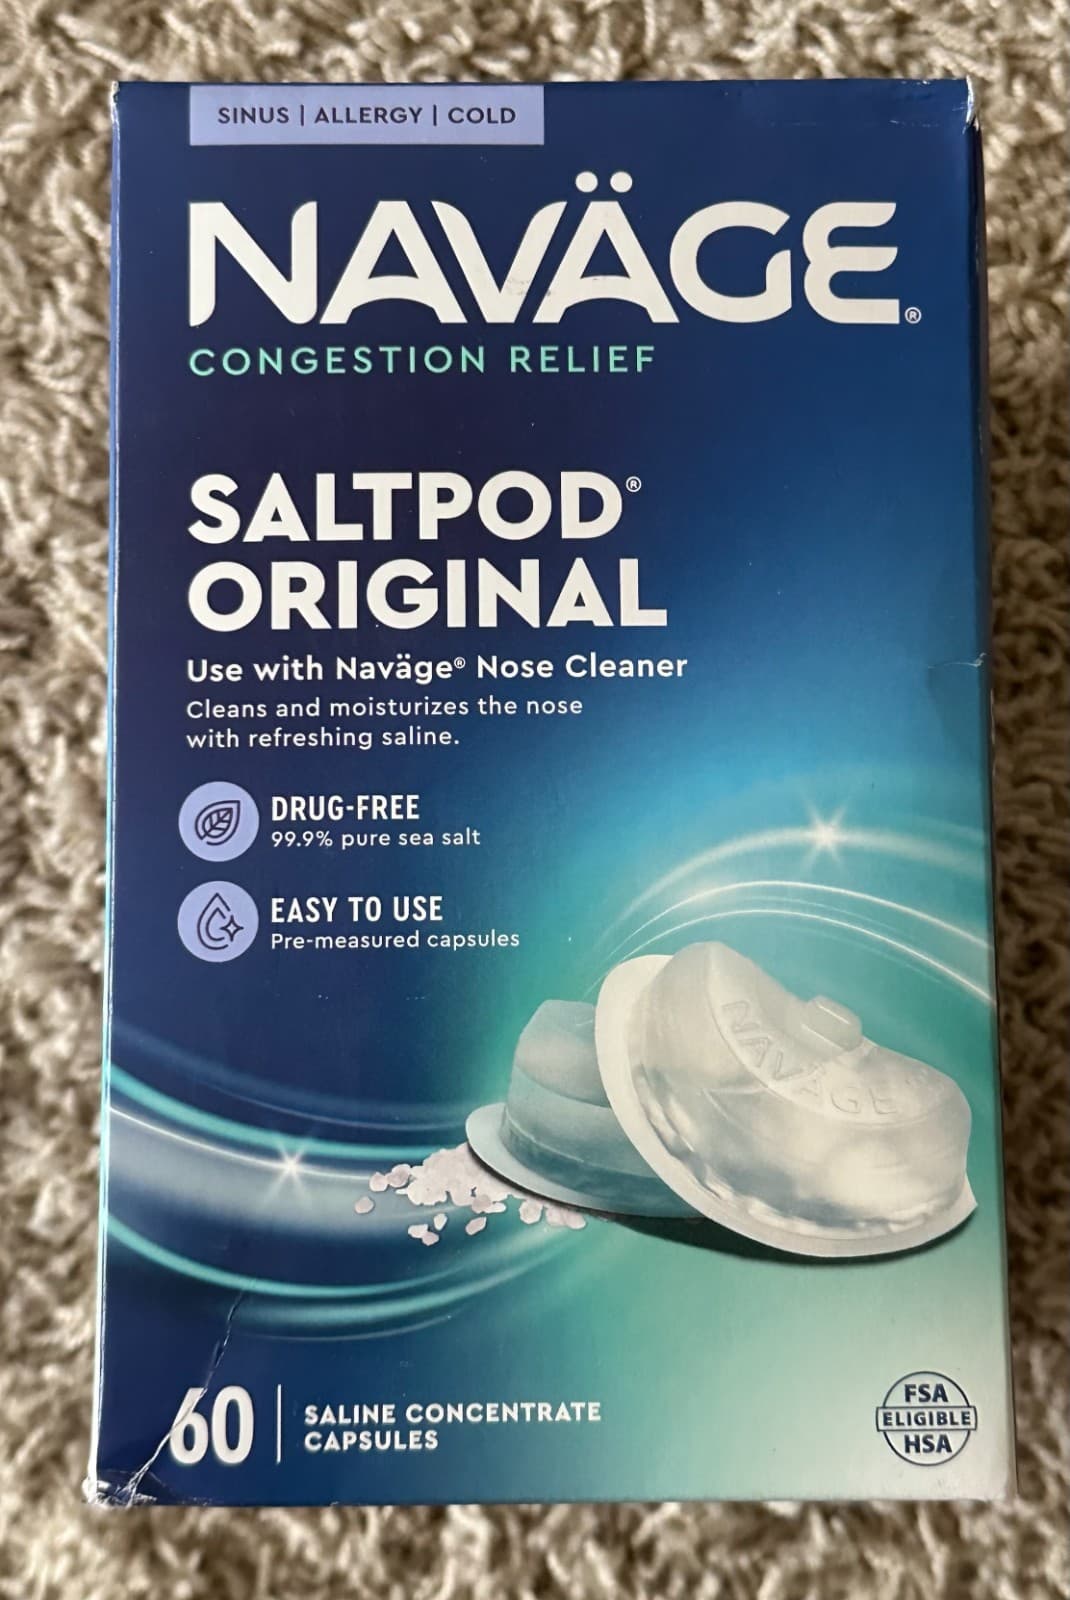 SINUS | ALLERGY | COLD
NAVÄGE®
CONGESTION RELIEF
SALTPOD®
ORIGINAL
Use with Naväge® Nose Cleaner
Cleans and moisturizes the nose
with refreshing saline.
DRUG-FREE
99.9% pure sea salt
EASY TO USE
Pre-measured capsules
NAVÄGE
60
SALINE CONCENTRATE
CAPSULES
FSA
ELIGIBLE
HSA